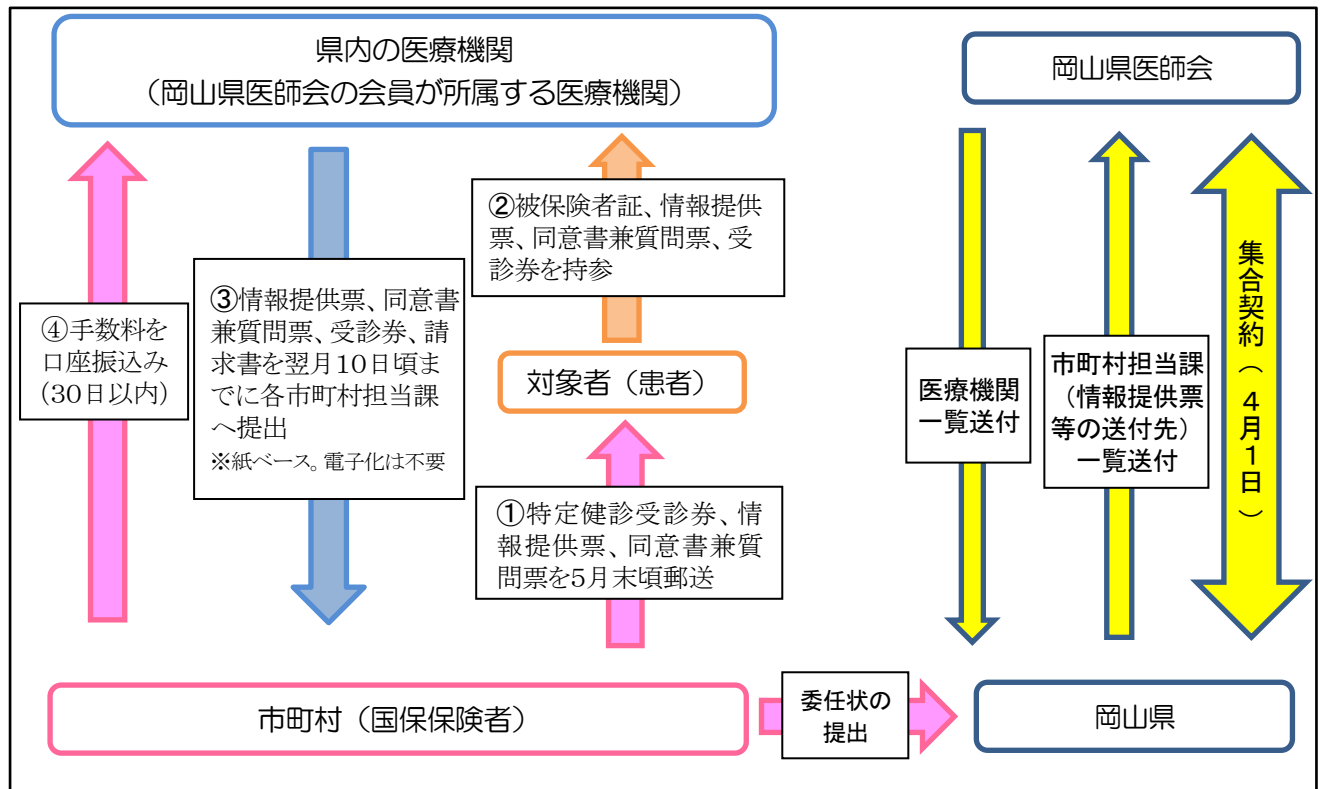 県内の医療機関
（岡山県医師会の会員が所属する医療機関）
岡山県医師会
②被保険者証、情報提供
票、同意書兼質問票、受
診券を持参
③情報提供票、同意書
兼質問票、受診券、請
求書を翌月10日頃ま
でに各市町村担当課
へ提出
※紙ベース。電子化は不要
④手数料を
口座振込み
(30日以内)
対象者（患者）
①特定健診受診券、情
報提供票、同意書兼質
問票を5月末頃郵送
医療機関
一覧送付
市町村担当課
（情報提供票
等の送付先）
一覧送付
集合契約（４月１日）
市町村（国保保険者）
委任状の
提出
岡山県